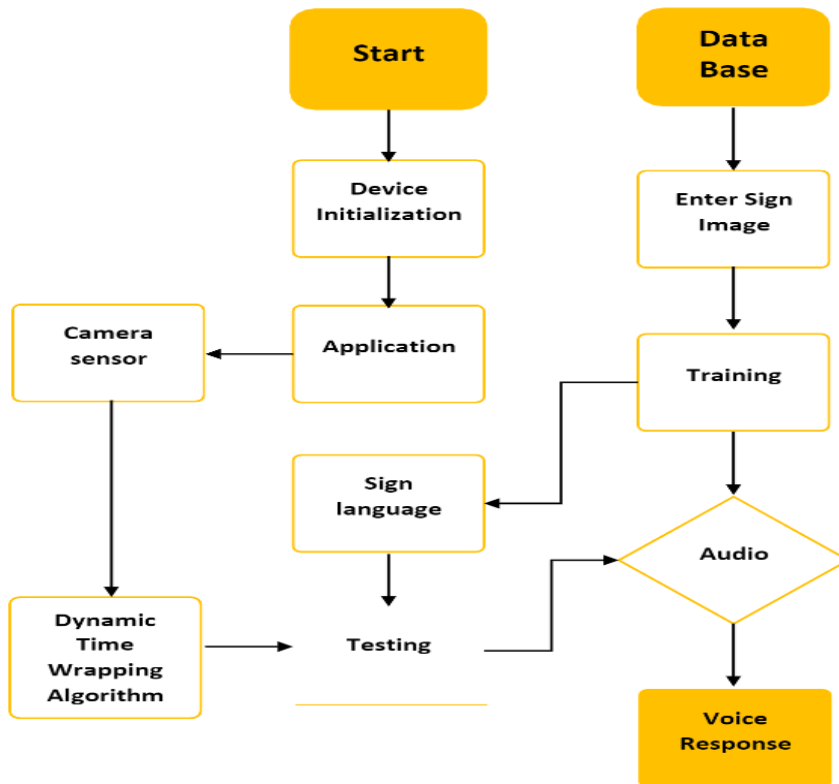 Start
Data
Base
Device
Initialization
Enter Sign
Image
Camera
sensor
Application
Training
Sign
language
Audio
Dynamic
Time
Wrapping
Algorithm
Testing
Voice
Response